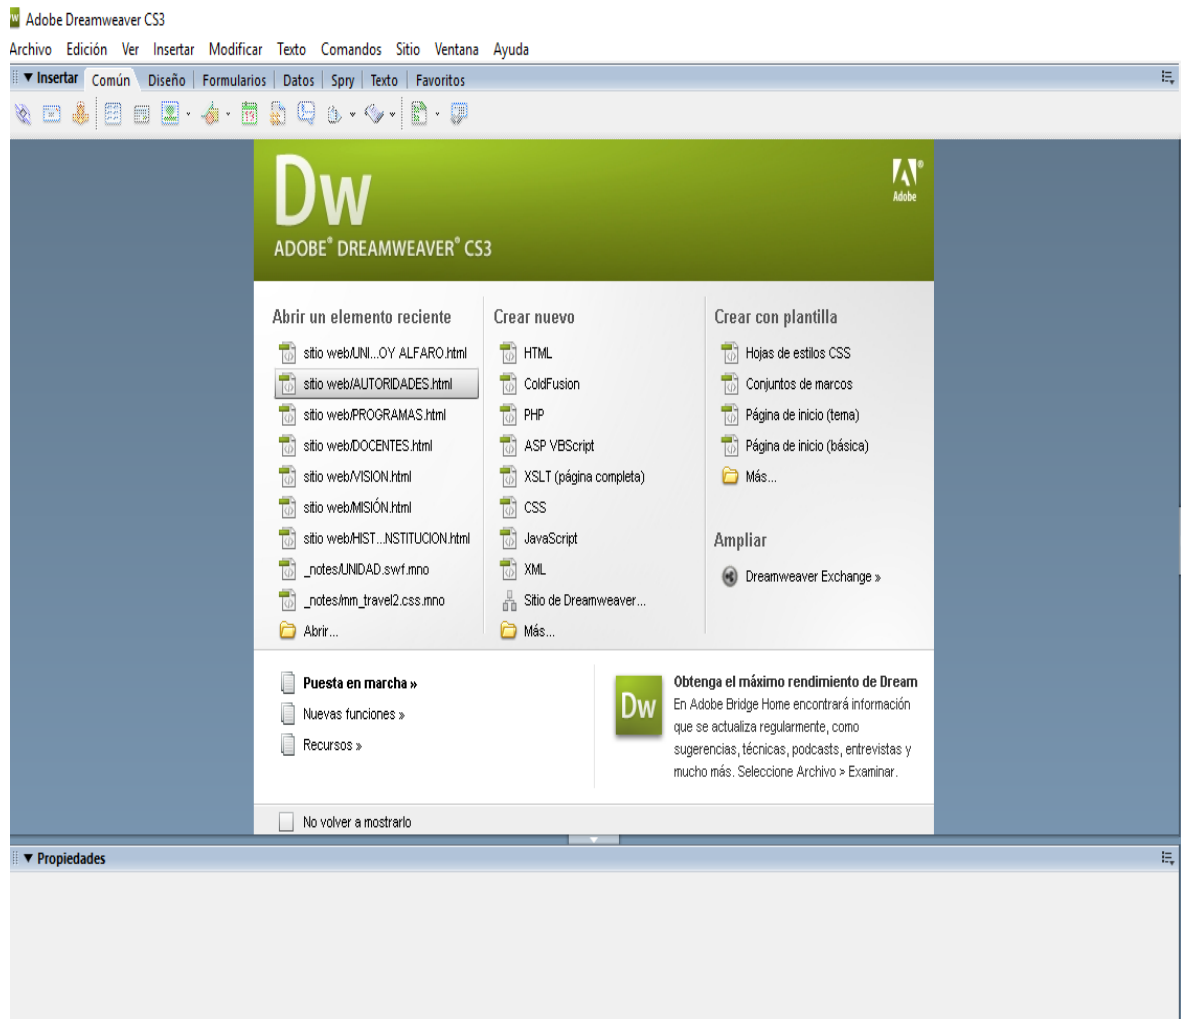 Adobe Dreamweaver CS3
Archivo Edición Ver Insertar Modificar Texto Comandos Sitio Ventana Ayuda
▼ Insertar Común Diseño Formularios Datos Spry Texto Favoritos
Dw
ADOBE® DREAMWEAVER® CS3
Adobe
Abrir un elemento reciente
sitio web/UNI...OY ALFARO.html
sitio web/AUTORIDADES.html
sitio web/PROGRAMAS.html
sitio web/DOCENTES.html
sitio web/VISION.html
sitio web/MISIÓN.html
sitio web/HIST...NSTITUCION.html
_notes/UNIDAD.swf.mno
_notes/mm_travel2.css.mno
Abrir...
Crear nuevo
HTML
ColdFusion
PHP
ASP VBScript
XSLT (página completa)
CSS
JavaScript
XML
Sitio de Dreamweaver...
Más...
Crear con plantilla
Hojas de estilos CSS
Conjuntos de marcos
Página de inicio (tema)
Página de inicio (básica)
Más...
Ampliar
Dreamweaver Exchange »
Puesta en marcha »
Nuevas funciones »
Recursos »
Dw
Obtenga el máximo rendimiento de Dream
En Adobe Bridge Home encontrará información
que se actualiza regularmente, como
sugerencias, técnicas, podcasts, entrevistas y
mucho más. Seleccione Archivo > Examinar.
No volver a mostrarlo
▼ Propiedades